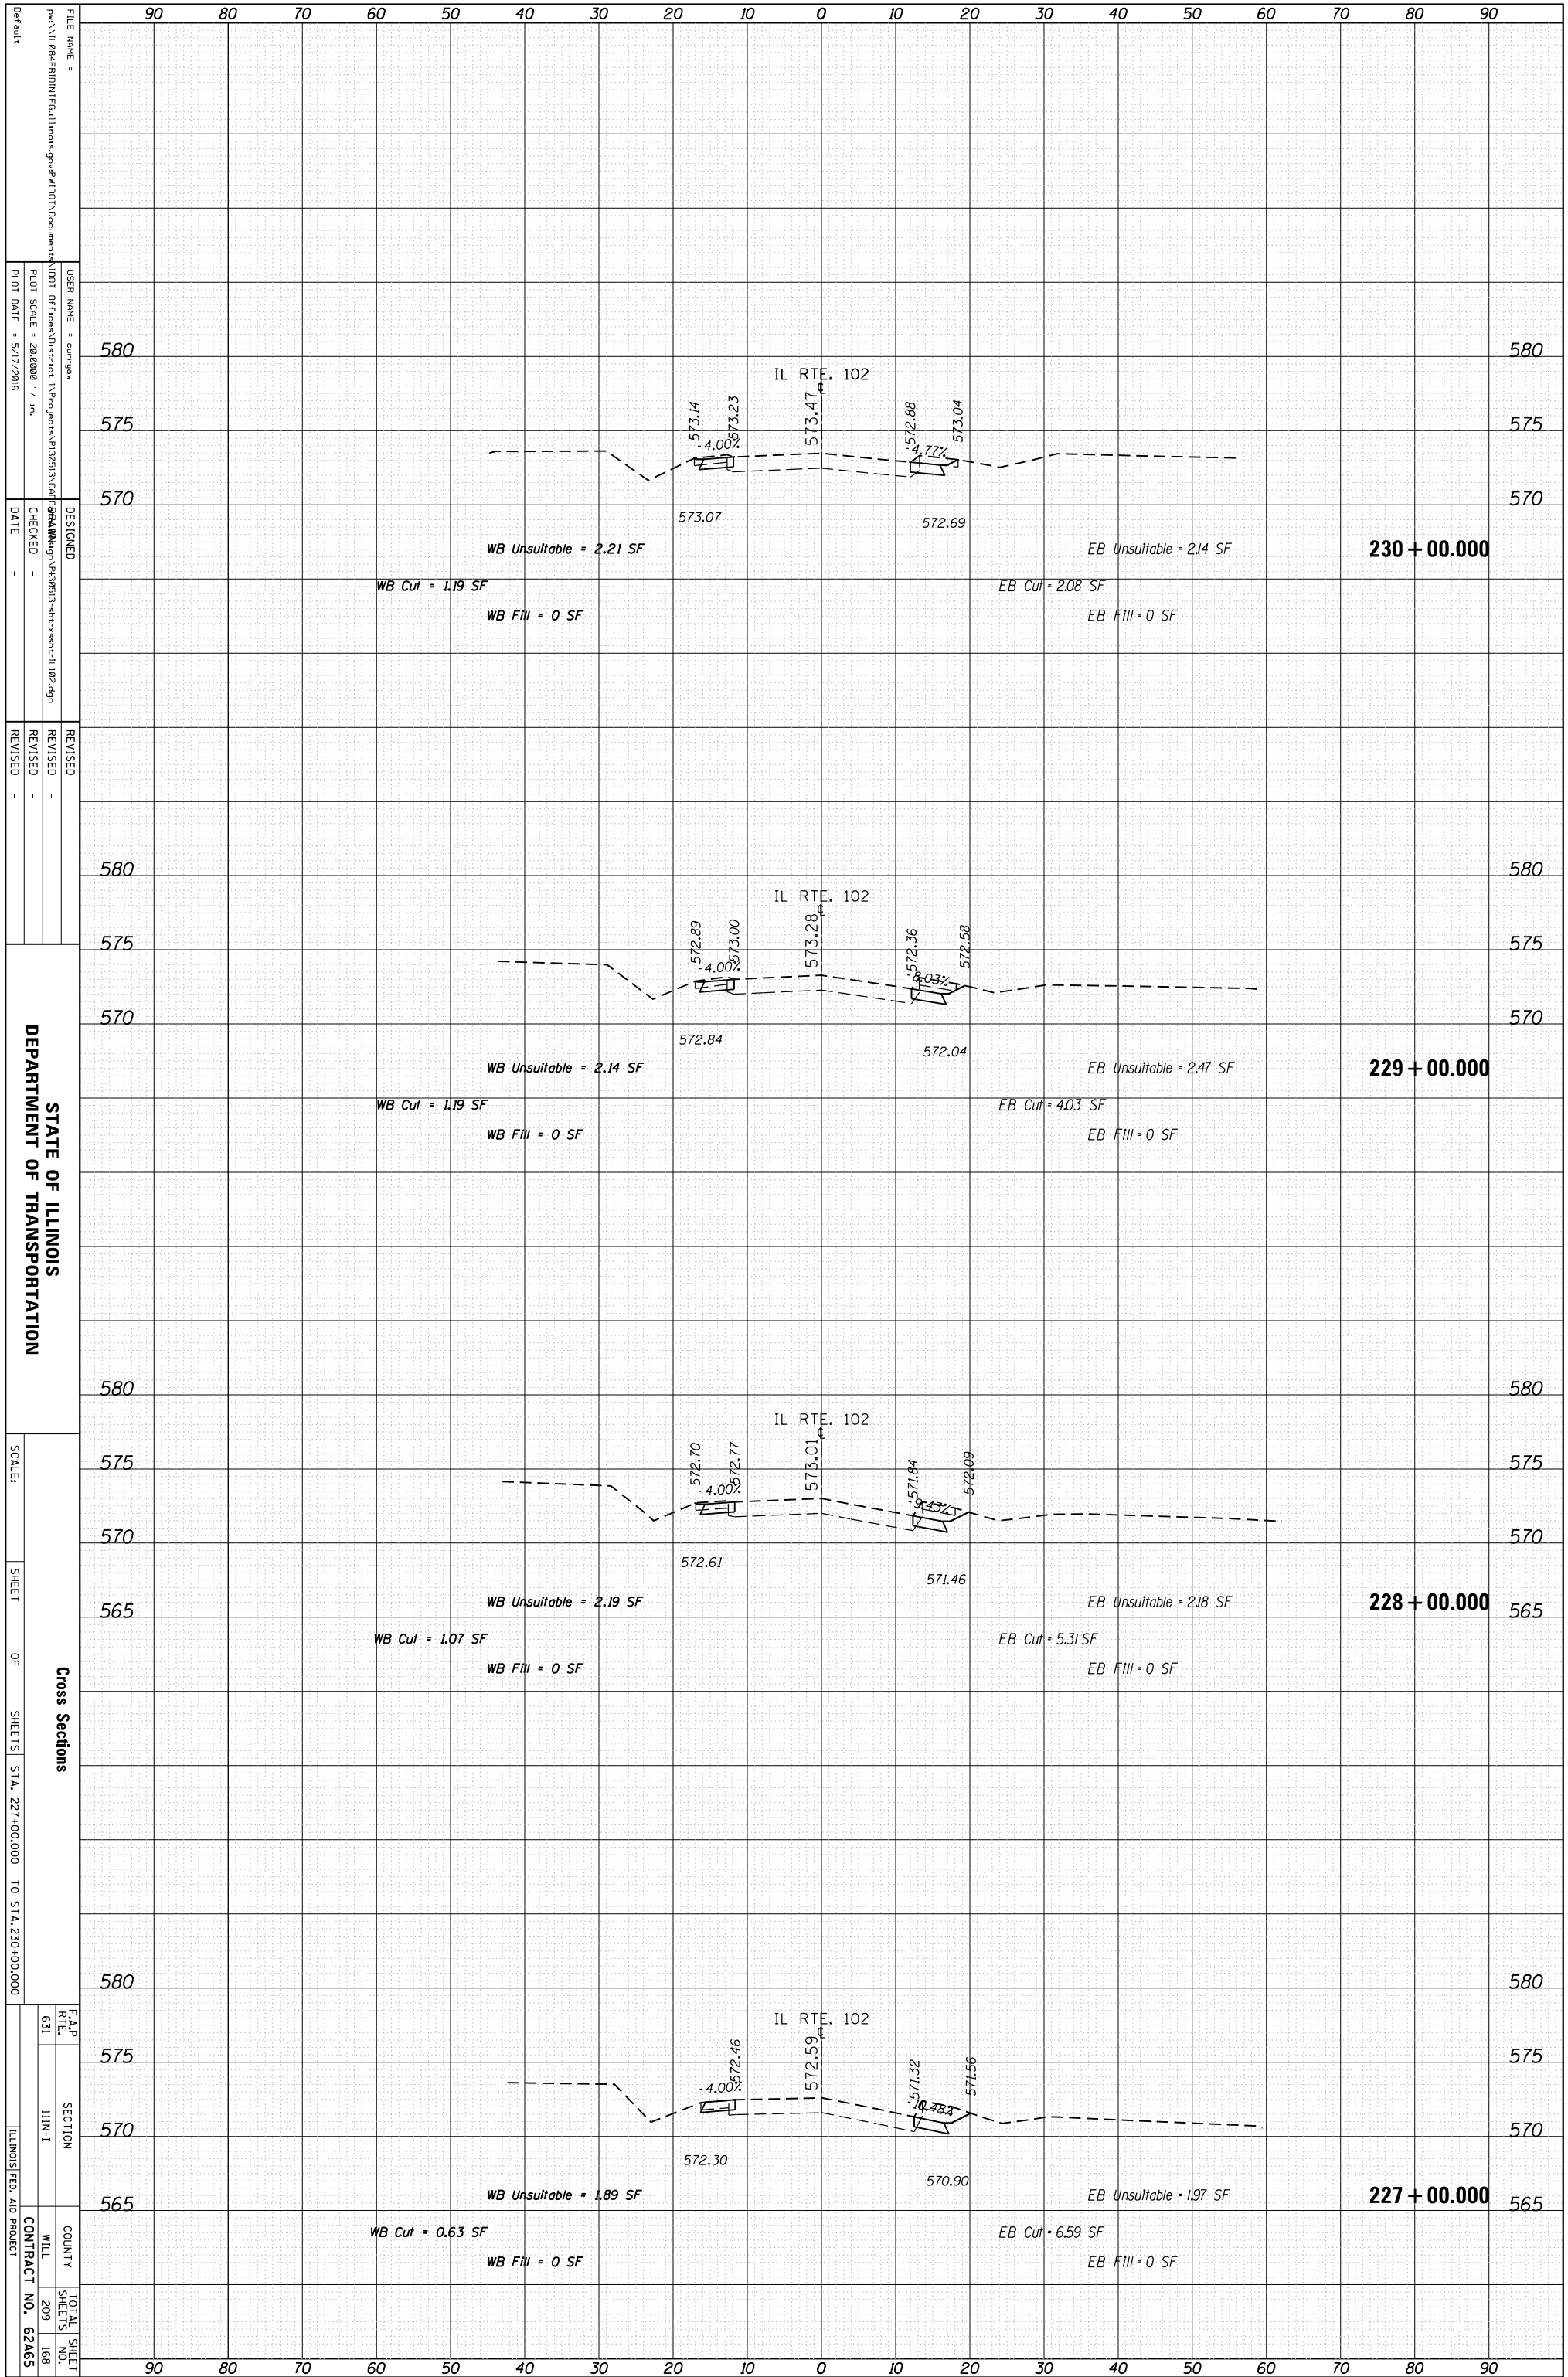 90 80 70 60 50 40 30 20 10 0 10 20 30 40 50 60 70 80 90
580 580
IL RTE. 102
575 573.14 573.23 573.47 572.88 573.04 575
-4.00% -4.77%
570 570
573.07 572.69
WB Unsuitable = 2.21 SF EB Unsuitable = 2.14 SF 230+00.000
WB Cut = 1.19 SF EB Cut = 2.08 SF
WB Fill = 0 SF EB Fill = 0 SF
580 580
IL RTE. 102
575 572.89 573.00 573.28 572.36 572.58 575
-4.00% -8.03%
570 570
572.84 572.04
WB Unsuitable = 2.14 SF EB Unsuitable = 2.47 SF 229+00.000
WB Cut = 1.19 SF EB Cut = 4.03 SF
WB Fill = 0 SF EB Fill = 0 SF
580 580
IL RTE. 102
575 572.70 572.77 573.01 571.84 572.09 575
-4.00% -9.43%
570 570
572.61 571.46
WB Unsuitable = 2.19 SF EB Unsuitable = 2.18 SF 228+00.000
565 565
WB Cut = 1.07 SF EB Cut = 5.31 SF
WB Fill = 0 SF EB Fill = 0 SF
580 580
IL RTE. 102
575 572.46 572.59 571.32 571.56 575
-4.00% -10.48%
570 570
572.30 570.90
WB Unsuitable = 1.89 SF EB Unsuitable = 1.97 SF 227+00.000
565 565
WB Cut = 0.63 SF EB Cut = 6.59 SF
WB Fill = 0 SF EB Fill = 0 SF
90 80 70 60 50 40 30 20 10 0 10 20 30 40 50 60 70 80 90
FILE NAME =
Default
USER NAME = curryaw
PLOT SCALE = 20.0000 ' / in.
PLOT DATE = 5/17/2016
DESIGNED -
CHECKED -
DATE -
REVISED -
REVISED -
REVISED -
REVISED -
STATE OF ILLINOIS
DEPARTMENT OF TRANSPORTATION
Cross Sections
SCALE: SHEET OF SHEETS STA. 227+00.000 TO STA.230+00.000
F.A.P RTE. SECTION COUNTY TOTAL SHEETS SHEET NO.
631 111N-1 WILL 209 168
CONTRACT NO. 62A65
ILLINOIS FED. AID PROJECT